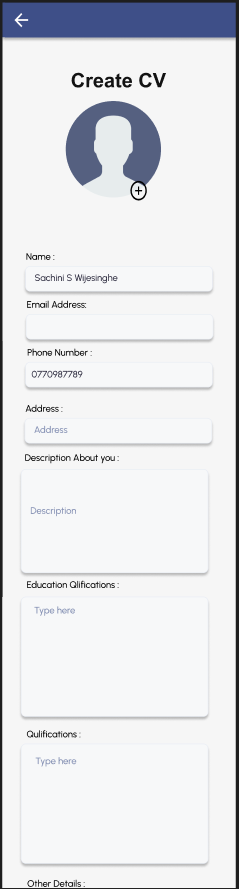 Create CV
Name :
Sachini S Wijesinghe
Email Address:
Phone Number :
0770987789
Address :
Address
Description About you :
Description
Education Qlifications :
Type here
Qulifications :
Type here
Other Details :